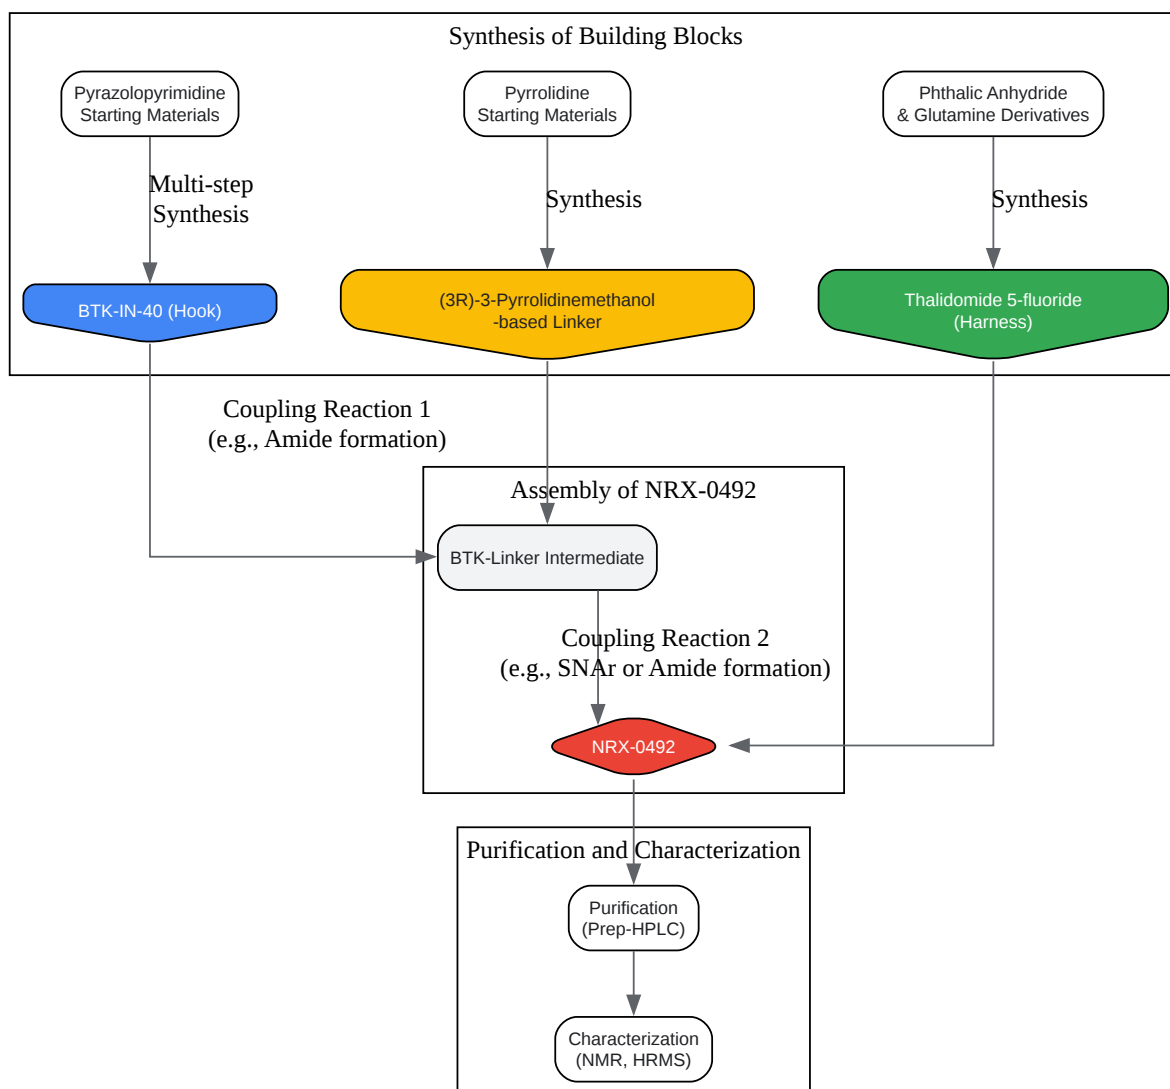 Synthesis of Building Blocks
Pyrazolopyrimidine
Starting Materials
Pyrrolidine
Starting Materials
Phthalic Anhydride
& Glutamine Derivatives
Multi-step
Synthesis
Synthesis
Synthesis
BTK-IN-40 (Hook)
(3R)-3-Pyrrolidinemethanol
-based Linker
Thalidomide 5-fluoride
(Harness)
Coupling Reaction 1
(e.g., Amide formation)
Assembly of NRX-0492
BTK-Linker Intermediate
Coupling Reaction 2
(e.g., SNAr or Amide formation)
NRX-0492
Purification and Characterization
Purification
(Prep-HPLC)
Characterization
(NMR, HRMS)